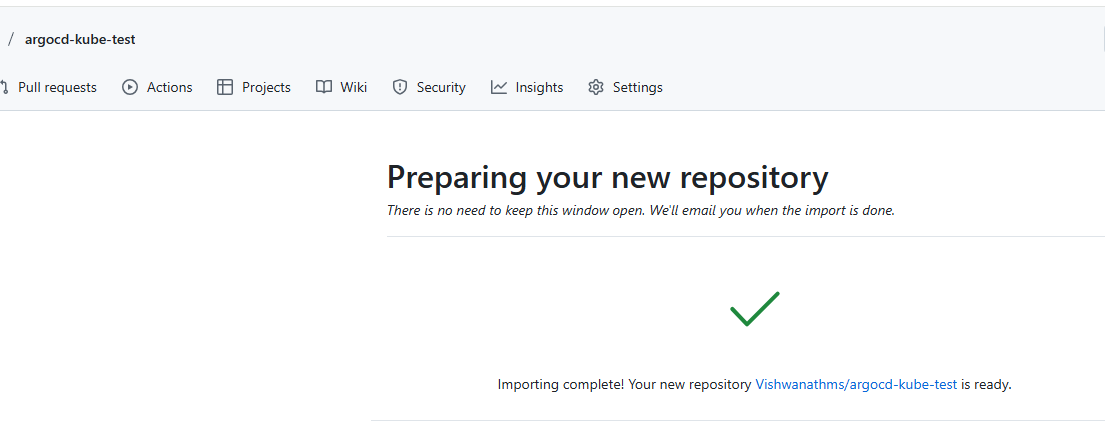 / argocd-kube-test
Pull requests Actions Projects Wiki Security Insights Settings
Preparing your new repository
There is no need to keep this window open. We'll email you when the import is done.
Importing complete! Your new repository Vishwanathms/argocd-kube-test is ready.